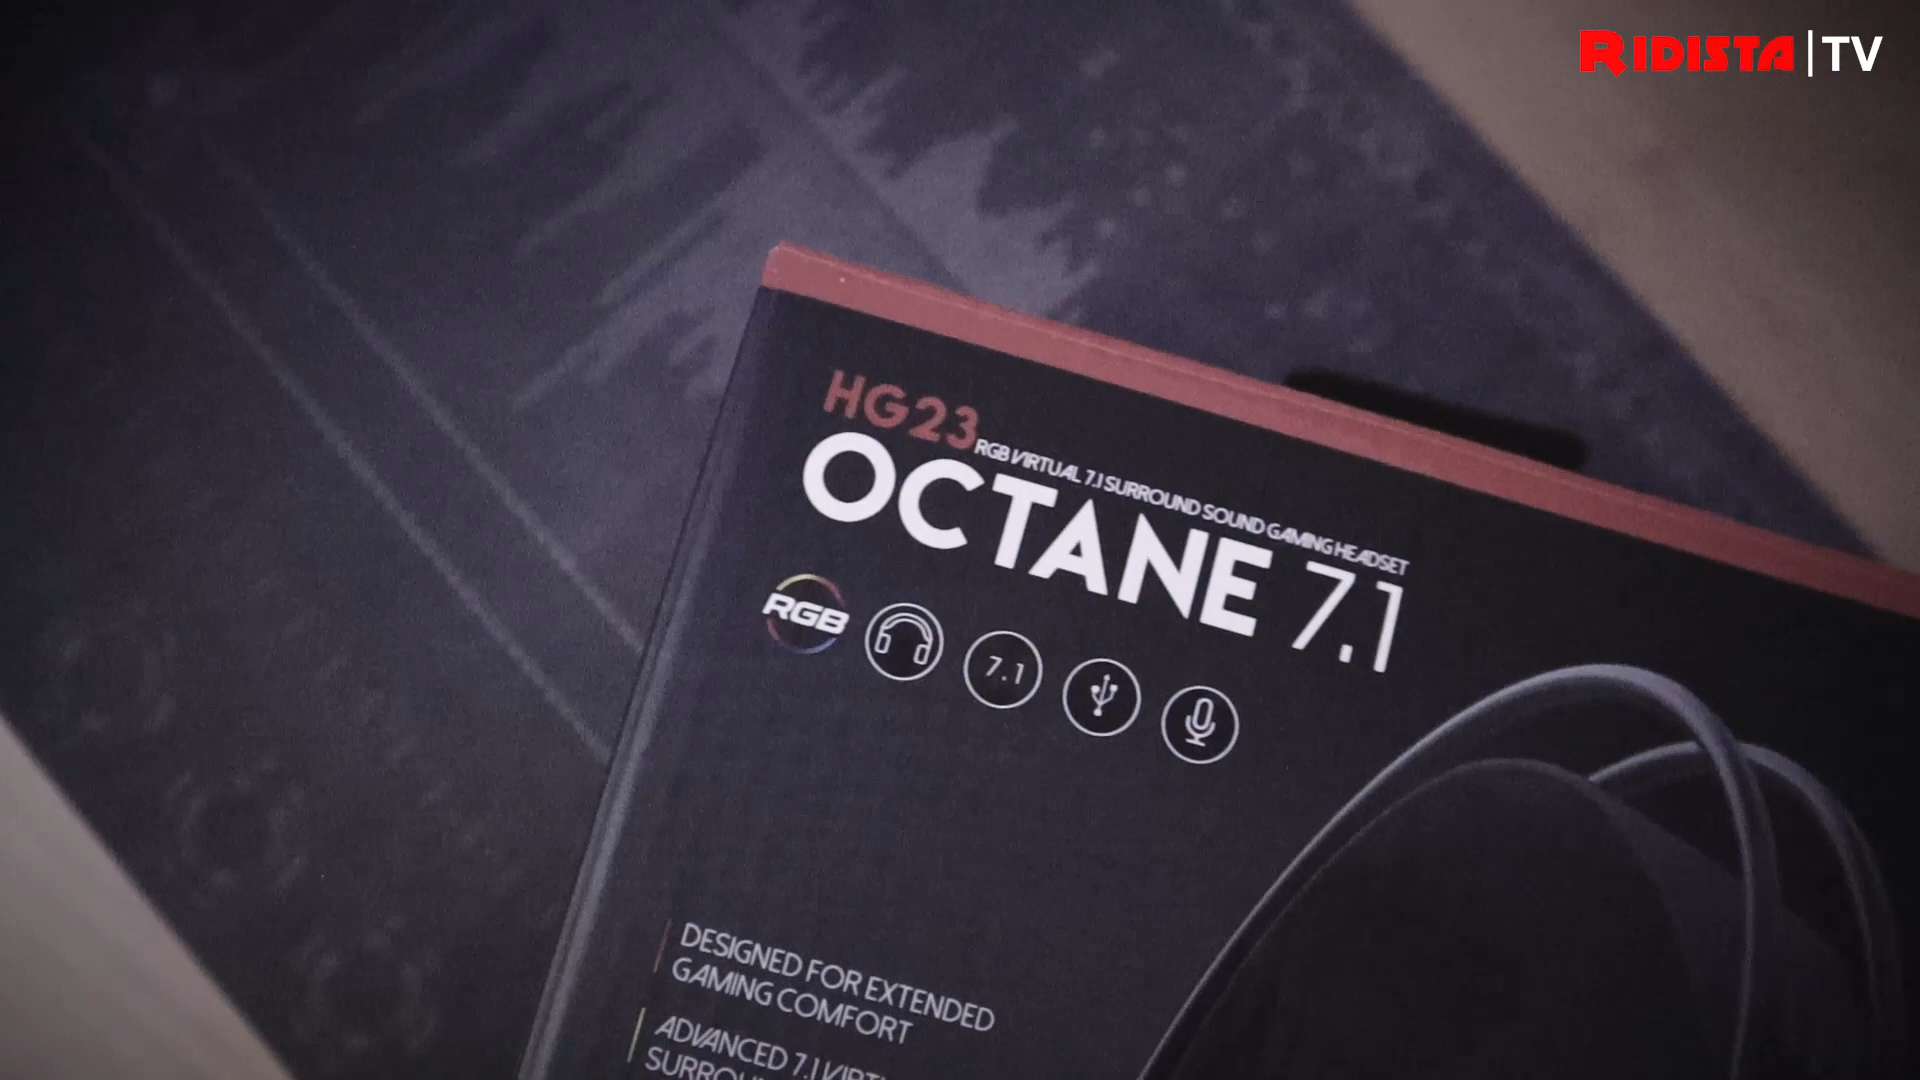 RIDISTA|TV
HG23
RGB VIRTUAL 7.1 SURROUND SOUND GAMING HEADSET
OCTANE 7.1
RGB
7.1
DESIGNED FOR EXTENDED
GAMING COMFORT
ADVANCED 7.1